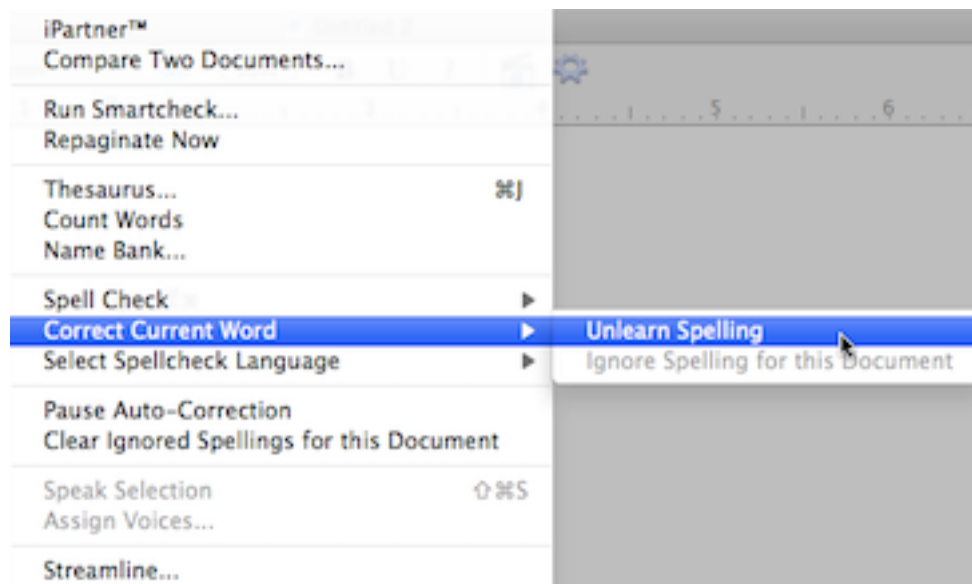 iPartner™
Compare Two Documents...
Run Smartcheck...
Repaginate Now
Thesaurus... ⌘J
Count Words
Name Bank...
Spell Check
Correct Current Word
Unlearn Spelling
Select Spellcheck Language
Ignore Spelling for this Document
Pause Auto-Correction
Clear Ignored Spellings for this Document
Speak Selection ⇧⌘S
Assign Voices...
Streamline...
5 6